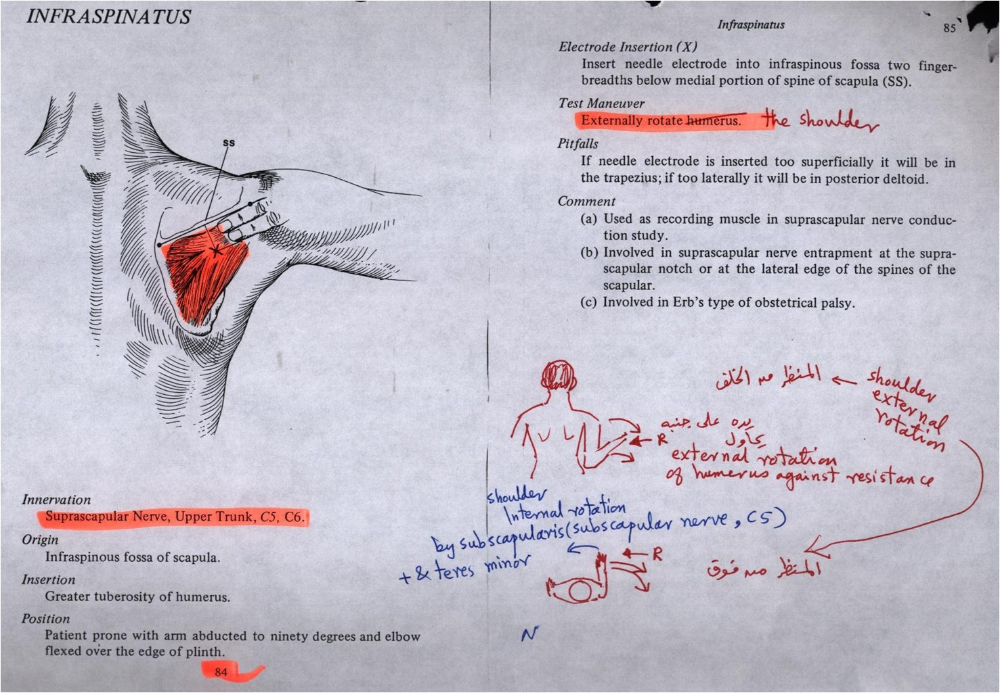 INFRASPINATUS
ss
Innervation
Suprascapular Nerve, Upper Trunk, C5, C6.
Origin
Infraspinous fossa of scapula.
Insertion
Greater tuberosity of humerus.
Position
Patient prone with arm abducted to ninety degrees and elbow
flexed over the edge of plinth.
84
Infraspinatus
85
Electrode Insertion (X)
Insert needle electrode into infraspinous fossa two finger-
breadths below medial portion of spine of scapula (SS).
Test Maneuver
Externally rotate humerus. the shoulder
Pitfalls
If needle electrode is inserted too superficially it will be in
the trapezius; if too laterally it will be in posterior deltoid.
Comment
(a) Used as recording muscle in suprascapular nerve conduc-
tion study.
(b) Involved in suprascapular nerve entrapment at the supra-
scapular notch or at the lateral edge of the spines of the
scapular.
(c) Involved in Erb's type of obstetrical palsy.
shoulder
external
rotation
المنظر من الخلف
يده على جنبه
يحاول
R
external rotation
of humerus against resistance
shoulder
Internal rotation
by subscapularis (subscapular nerve, C5)
+ & teres minor
R
المنظر من فوق
N